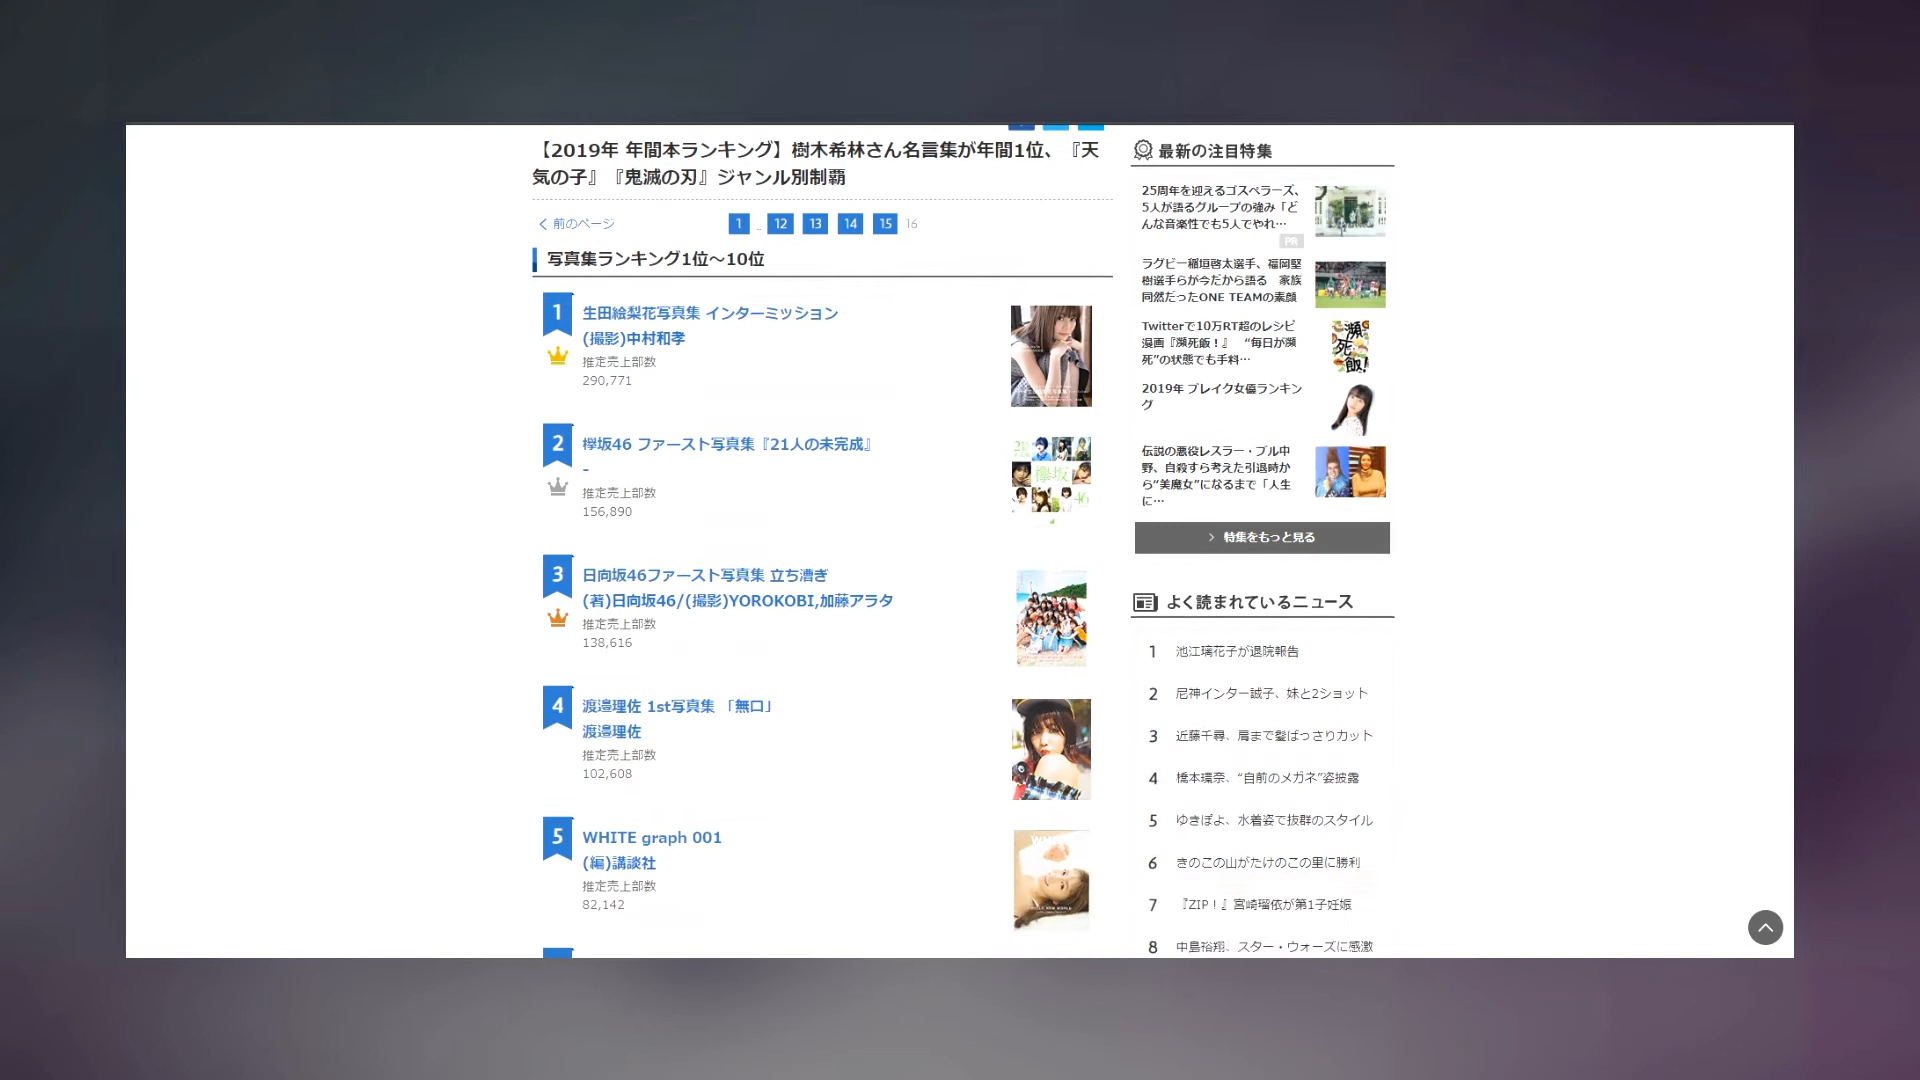 【2019年 年間本ランキング】樹木希林さん名言集が年間1位、『天
気の子』『鬼滅の刃』ジャンル別制覇
前のページ
1 .. 12 13 14 15 16
写真集ランキング1位〜10位
1
生田絵梨花写真集 インターミッション
(撮影)中村和孝
推定売上部数
290,771
2
欅坂46 ファースト写真集『21人の未完成』
-
推定売上部数
156,890
3
日向坂46ファースト写真集 立ち漕ぎ
(著)日向坂46/(撮影)YOROKOBI,加藤アラタ
推定売上部数
138,616
4
渡邉理佐 1st写真集 「無口」
渡邉理佐
推定売上部数
102,608
5
WHITE graph 001
(編)講談社
推定売上部数
82,142
最新の注目特集
25周年を迎えるゴスペラーズ、
5人が語るグループの強み「ど
んな音楽性でも5人でやれ…
PR
ラグビー稲垣啓太選手、福岡堅
樹選手らが今だから語る 家族
同然だったONE TEAMの素顔
Twitterで10万RT超のレシピ
漫画『瀕死飯！』 “毎日が瀕
死”の状態でも手料…
瀕死飯!
2019年 ブレイク女優ランキン
グ
伝説の悪役レスラー・ブル中
野、自殺すら考えた引退時か
ら“美魔女”になるまで「人生
に…
特集をもっと見る
よく読まれているニュース
1 池江璃花子が退院報告
2 尼神インター誠子、妹と2ショット
3 近藤千尋、肩まで髪ばっさりカット
4 橋本環奈、“自前のメガネ”姿披露
5 ゆきぽよ、水着姿で抜群のスタイル
6 きのこの山がたけのこの里に勝利
7 『ZIP！』宮崎瑠依が第1子妊娠
8 中島裕翔、スター・ウォーズに感激